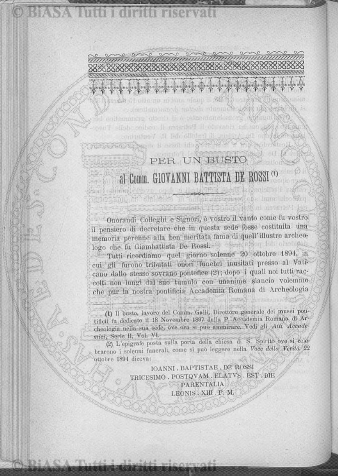 © BIASA Tutti i diritti riservati
PER UN BUSTO
al Comm. GIOVANNI BATTISTA DE ROSSI (1)
Onorandi Colleghi e Signori, è vostro il vanto come fu vostro
il pensiero di decretare che in questa sede fosse costituita una
memoria perenne alla ben meritata fama di quell'illustre archeo-
logo che fu Giambattista De Rossi.
Tutti ricordiamo quel giorno solenne 20 ottobre 1894, in
cui gli furono tributati onori funebri presso al Vati-
cano dallo stesso sovrano pontefice (2); dopo i quali noi tutti rac-
colti non lungi dal suo tumulo con unanime slancio volemmo
che per la nostra pontificia Accademia Romana di Archeologia
(1) Il busto, lavoro del Comm. Galli, Direttore generale dei musei pon-
tificii fu dedicato il 18 Novembre 1897 dalla P. Accademia Romana di Ar-
cheologia nella sua sede, ove ora si può ammirare. Vedi gli Atti Accade
mici, Serie II, Vol. VI.
(2) L'epigrafe posta sulla porta della chiesa di S. Spirito ove si cele-
brarono i solenni funerali, come si può leggere nella Voce della Verità 22
ottobre 1894 diceva:
IOANNI . BAPTISTAE . DE ROSSI
TRICESIMO . POSTQVAM . ELATVS . EST . DIE
PARENTALIA
LEONIS . XIII . P. M.
© BIASA Tutti i diritti riservati